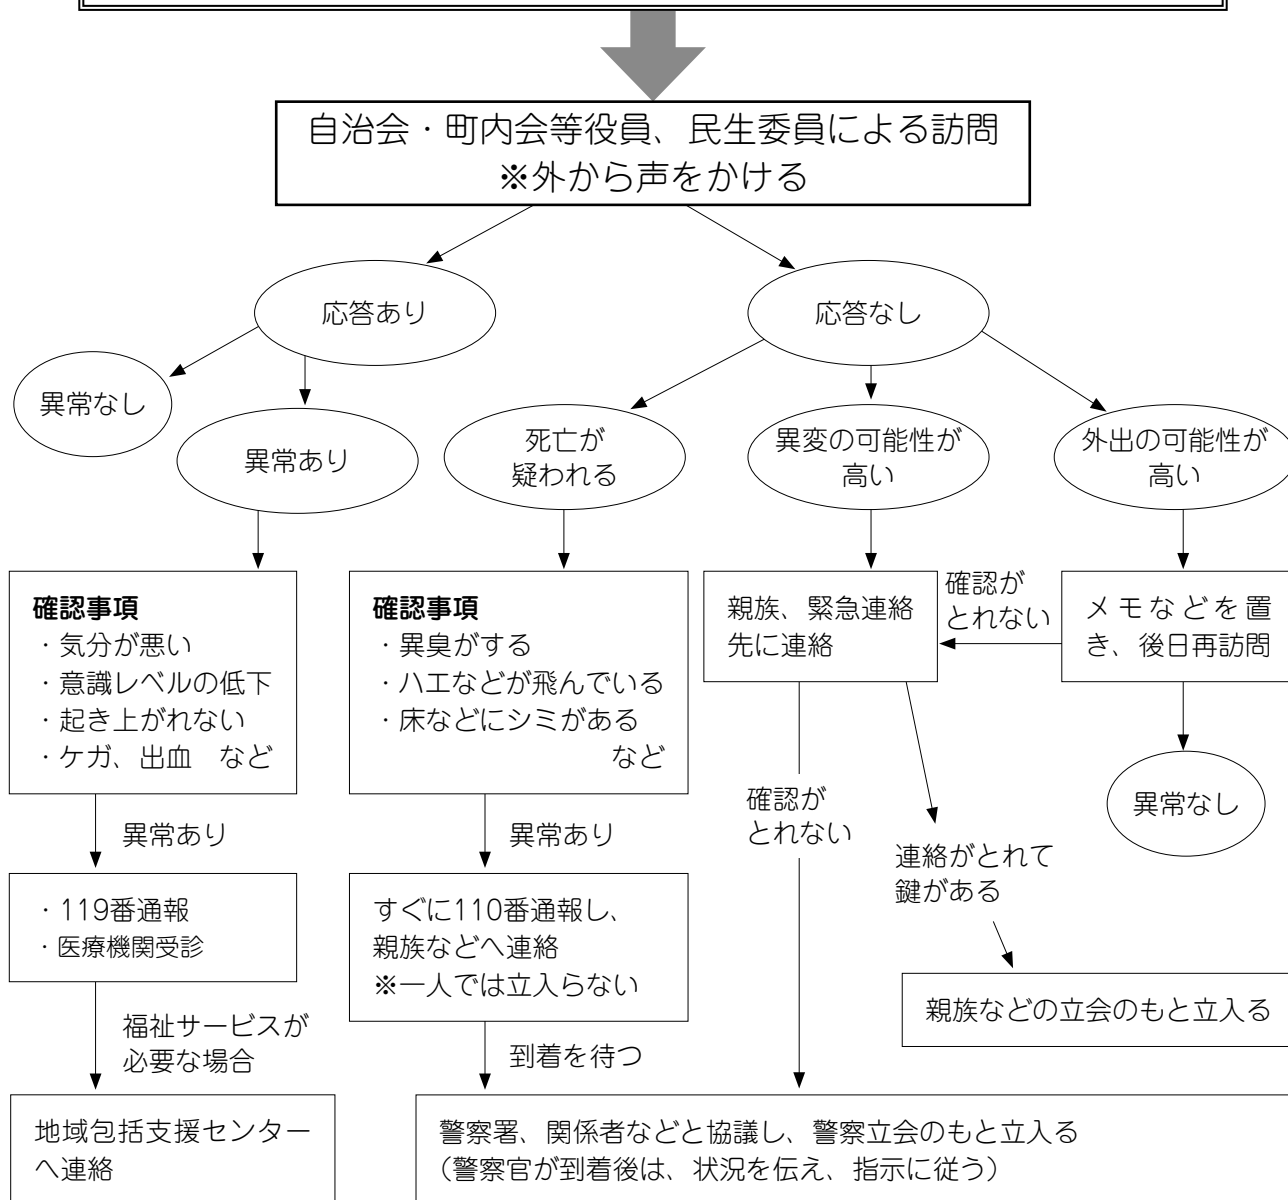 自治会・町内会等役員、民生委員による訪問
※外から声をかける
応答あり
応答なし
異常なし
異常あり
死亡が
疑われる
異変の可能性が
高い
外出の可能性が
高い
確認事項
・気分が悪い
・意識レベルの低下
・起き上がれない
・ケガ、出血　など
確認事項
・異臭がする
・ハエなどが飛んでいる
・床などにシミがある
など
親族、緊急連絡
先に連絡
確認が
とれない
メモなどを置
き、後日再訪問
異常あり
異常あり
確認が
とれない
連絡がとれて
鍵がある
異常なし
・119番通報
・医療機関受診
すぐに110番通報し、
親族などへ連絡
※一人では立入らない
親族などの立会のもと立入る
福祉サービスが
必要な場合
到着を待つ
地域包括支援センター
へ連絡
警察署、関係者などと協議し、警察立会のもと立入る
（警察官が到着後は、状況を伝え、指示に従う）